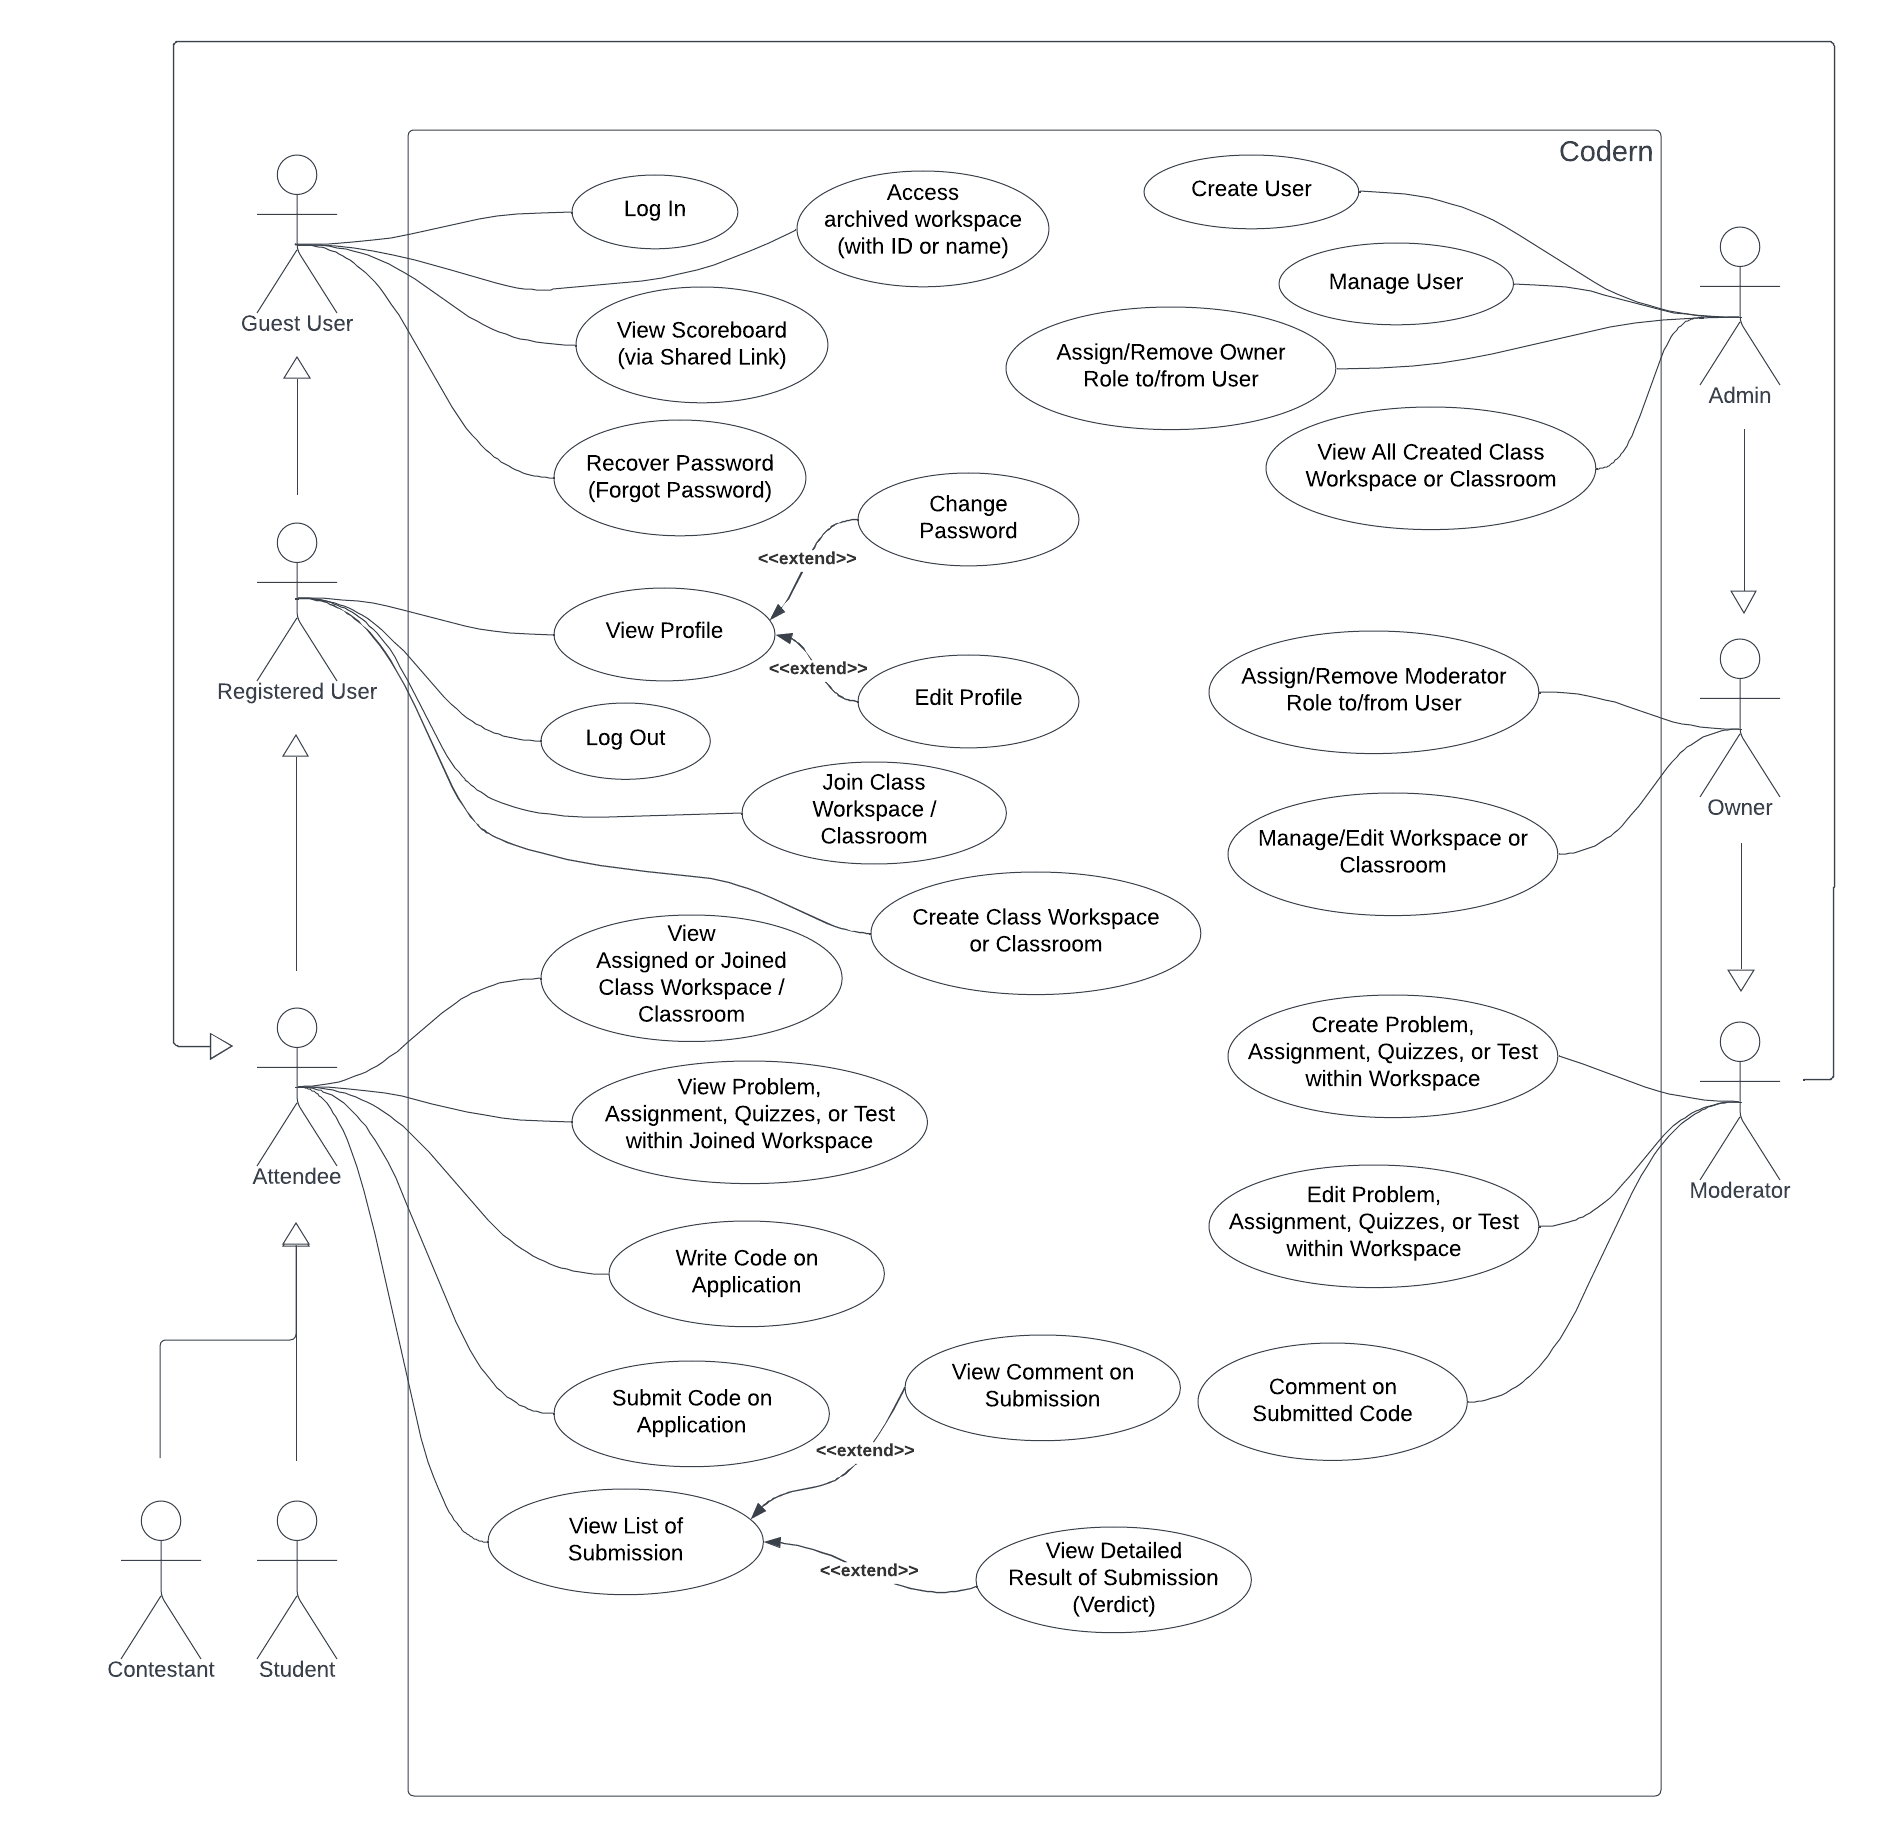 Codern
Log In
Access
archived workspace
(with ID or name)
Create User
Guest User
Manage User
View Scoreboard
(via Shared Link)
Assign/Remove Owner
Role to/from User
Admin
Recover Password
(Forgot Password)
View All Created Class
Workspace or Classroom
Change
Password
<<extend>>
View Profile
<<extend>>
Edit Profile
Registered User
Assign/Remove Moderator
Role to/from User
Log Out
Join Class
Workspace /
Classroom
Owner
Manage/Edit Workspace or
Classroom
Create Class Workspace
or Classroom
View
Assigned or Joined
Class Workspace /
Classroom
Create Problem,
Assignment, Quizzes, or Test
within Workspace
View Problem,
Assignment, Quizzes, or Test
within Joined Workspace
Attendee
Moderator
Edit Problem,
Assignment, Quizzes, or Test
within Workspace
Write Code on
Application
View Comment on
Submission
Submit Code on
Application
Comment on
Submitted Code
<<extend>>
View List of
Submission
<<extend>>
View Detailed
Result of Submission
(Verdict)
Contestant
Student